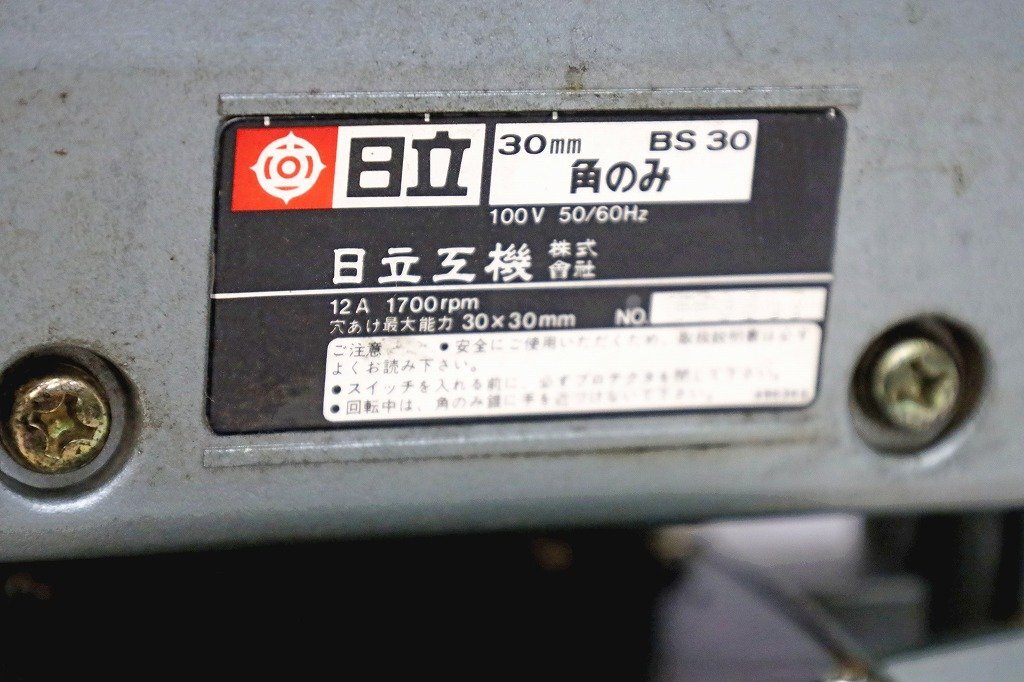 日立
30mm BS 30
角のみ
100V 50/60Hz
日立工機 株式會社
12A 1700rpm
穴あけ最大能力 30×30mm NO.
ご注意 ● 安全にご使用いただくため、取扱説明書は必ず
よくお読み下さい。
● スイッチを入れる前に、必ずプロテクタを閉じて下さい。
● 回転中は、角のみ錐に手を近づけないで下さい。